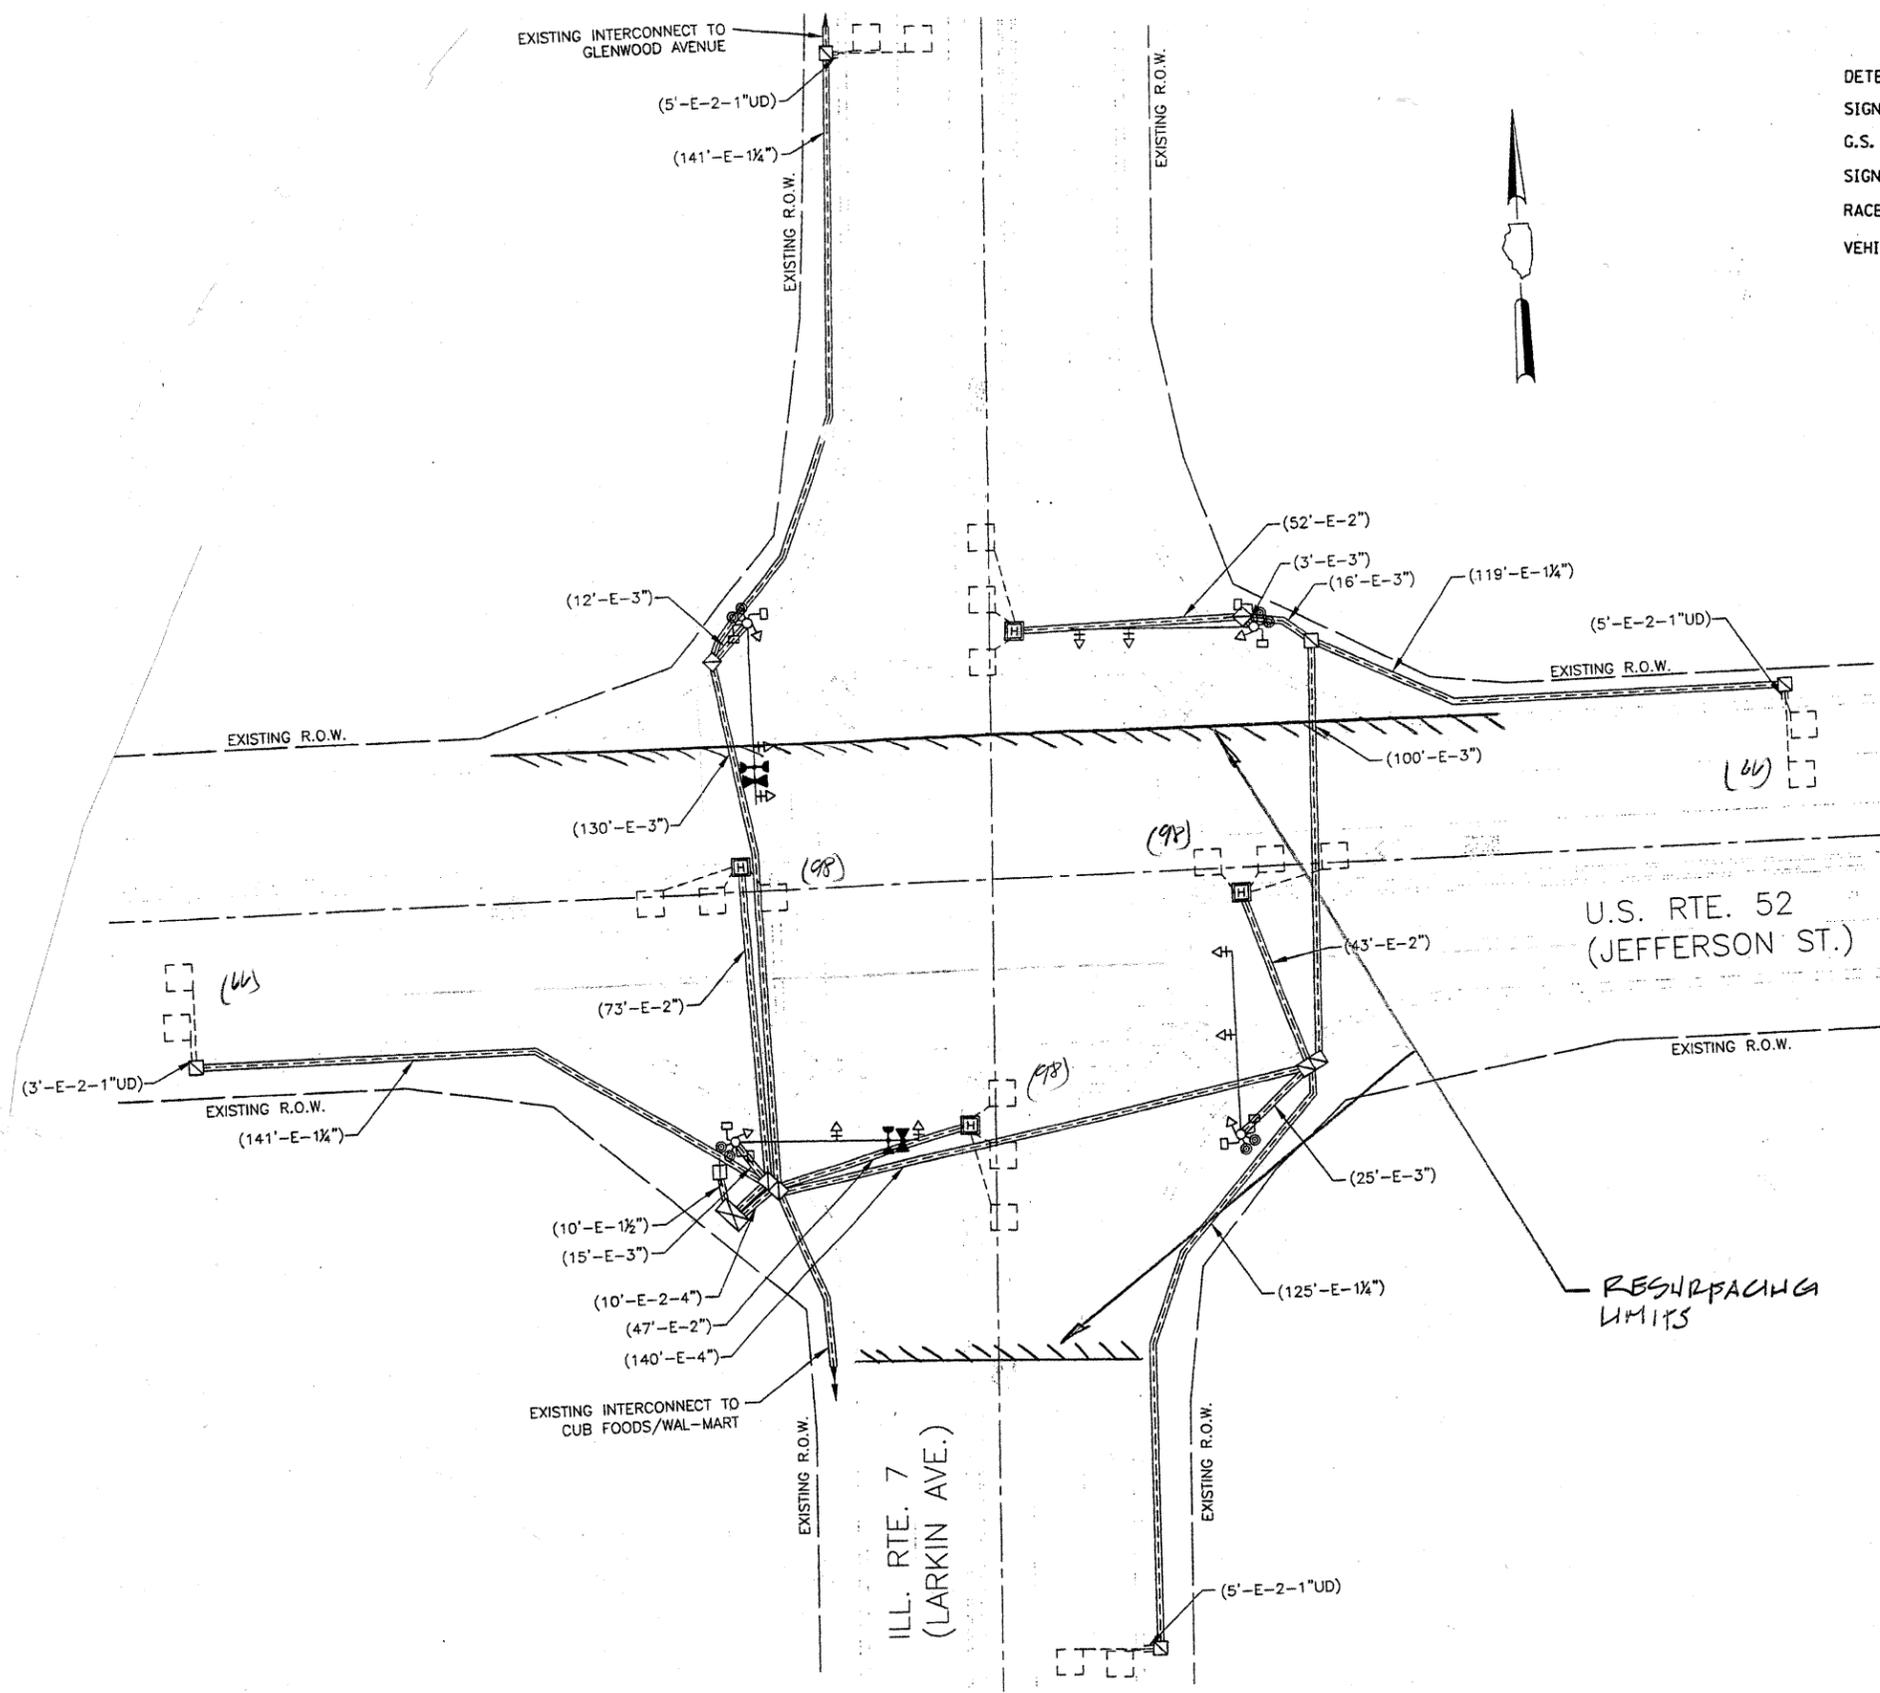 EXISTING INTERCONNECT TO
GLENWOOD AVENUE
(5'-E-2-1"UD)
(141'-E-1¼")
EXISTING R.O.W.
EXISTING R.O.W.
DETE
SIGN
G.S.
SIGN
RACE
VEHI
(52'-E-2")
(3'-E-3")
(16'-E-3")
(119'-E-1¼")
(5'-E-2-1"UD)
(12'-E-3")
H
EXISTING R.O.W.
EXISTING R.O.W.
(100'-E-3")
(130'-E-3")
(98)
(98)
H
H
U.S. RTE. 52
(JEFFERSON ST.)
(43'-E-2")
(73'-E-2")
(3'-E-2-1"UD)
EXISTING R.O.W.
(141'-E-1¼")
EXISTING R.O.W.
(98)
H
(25'-E-3")
(10'-E-1½")
(15'-E-3")
(10'-E-2-4")
(47'-E-2")
(140'-E-4")
(125'-E-1¼")
RESURFACING
LIMITS
EXISTING INTERCONNECT TO
CUB FOODS/WAL-MART
EXISTING R.O.W.
ILL. RTE. 7
(LARKIN AVE.)
EXISTING R.O.W.
(5'-E-2-1"UD)